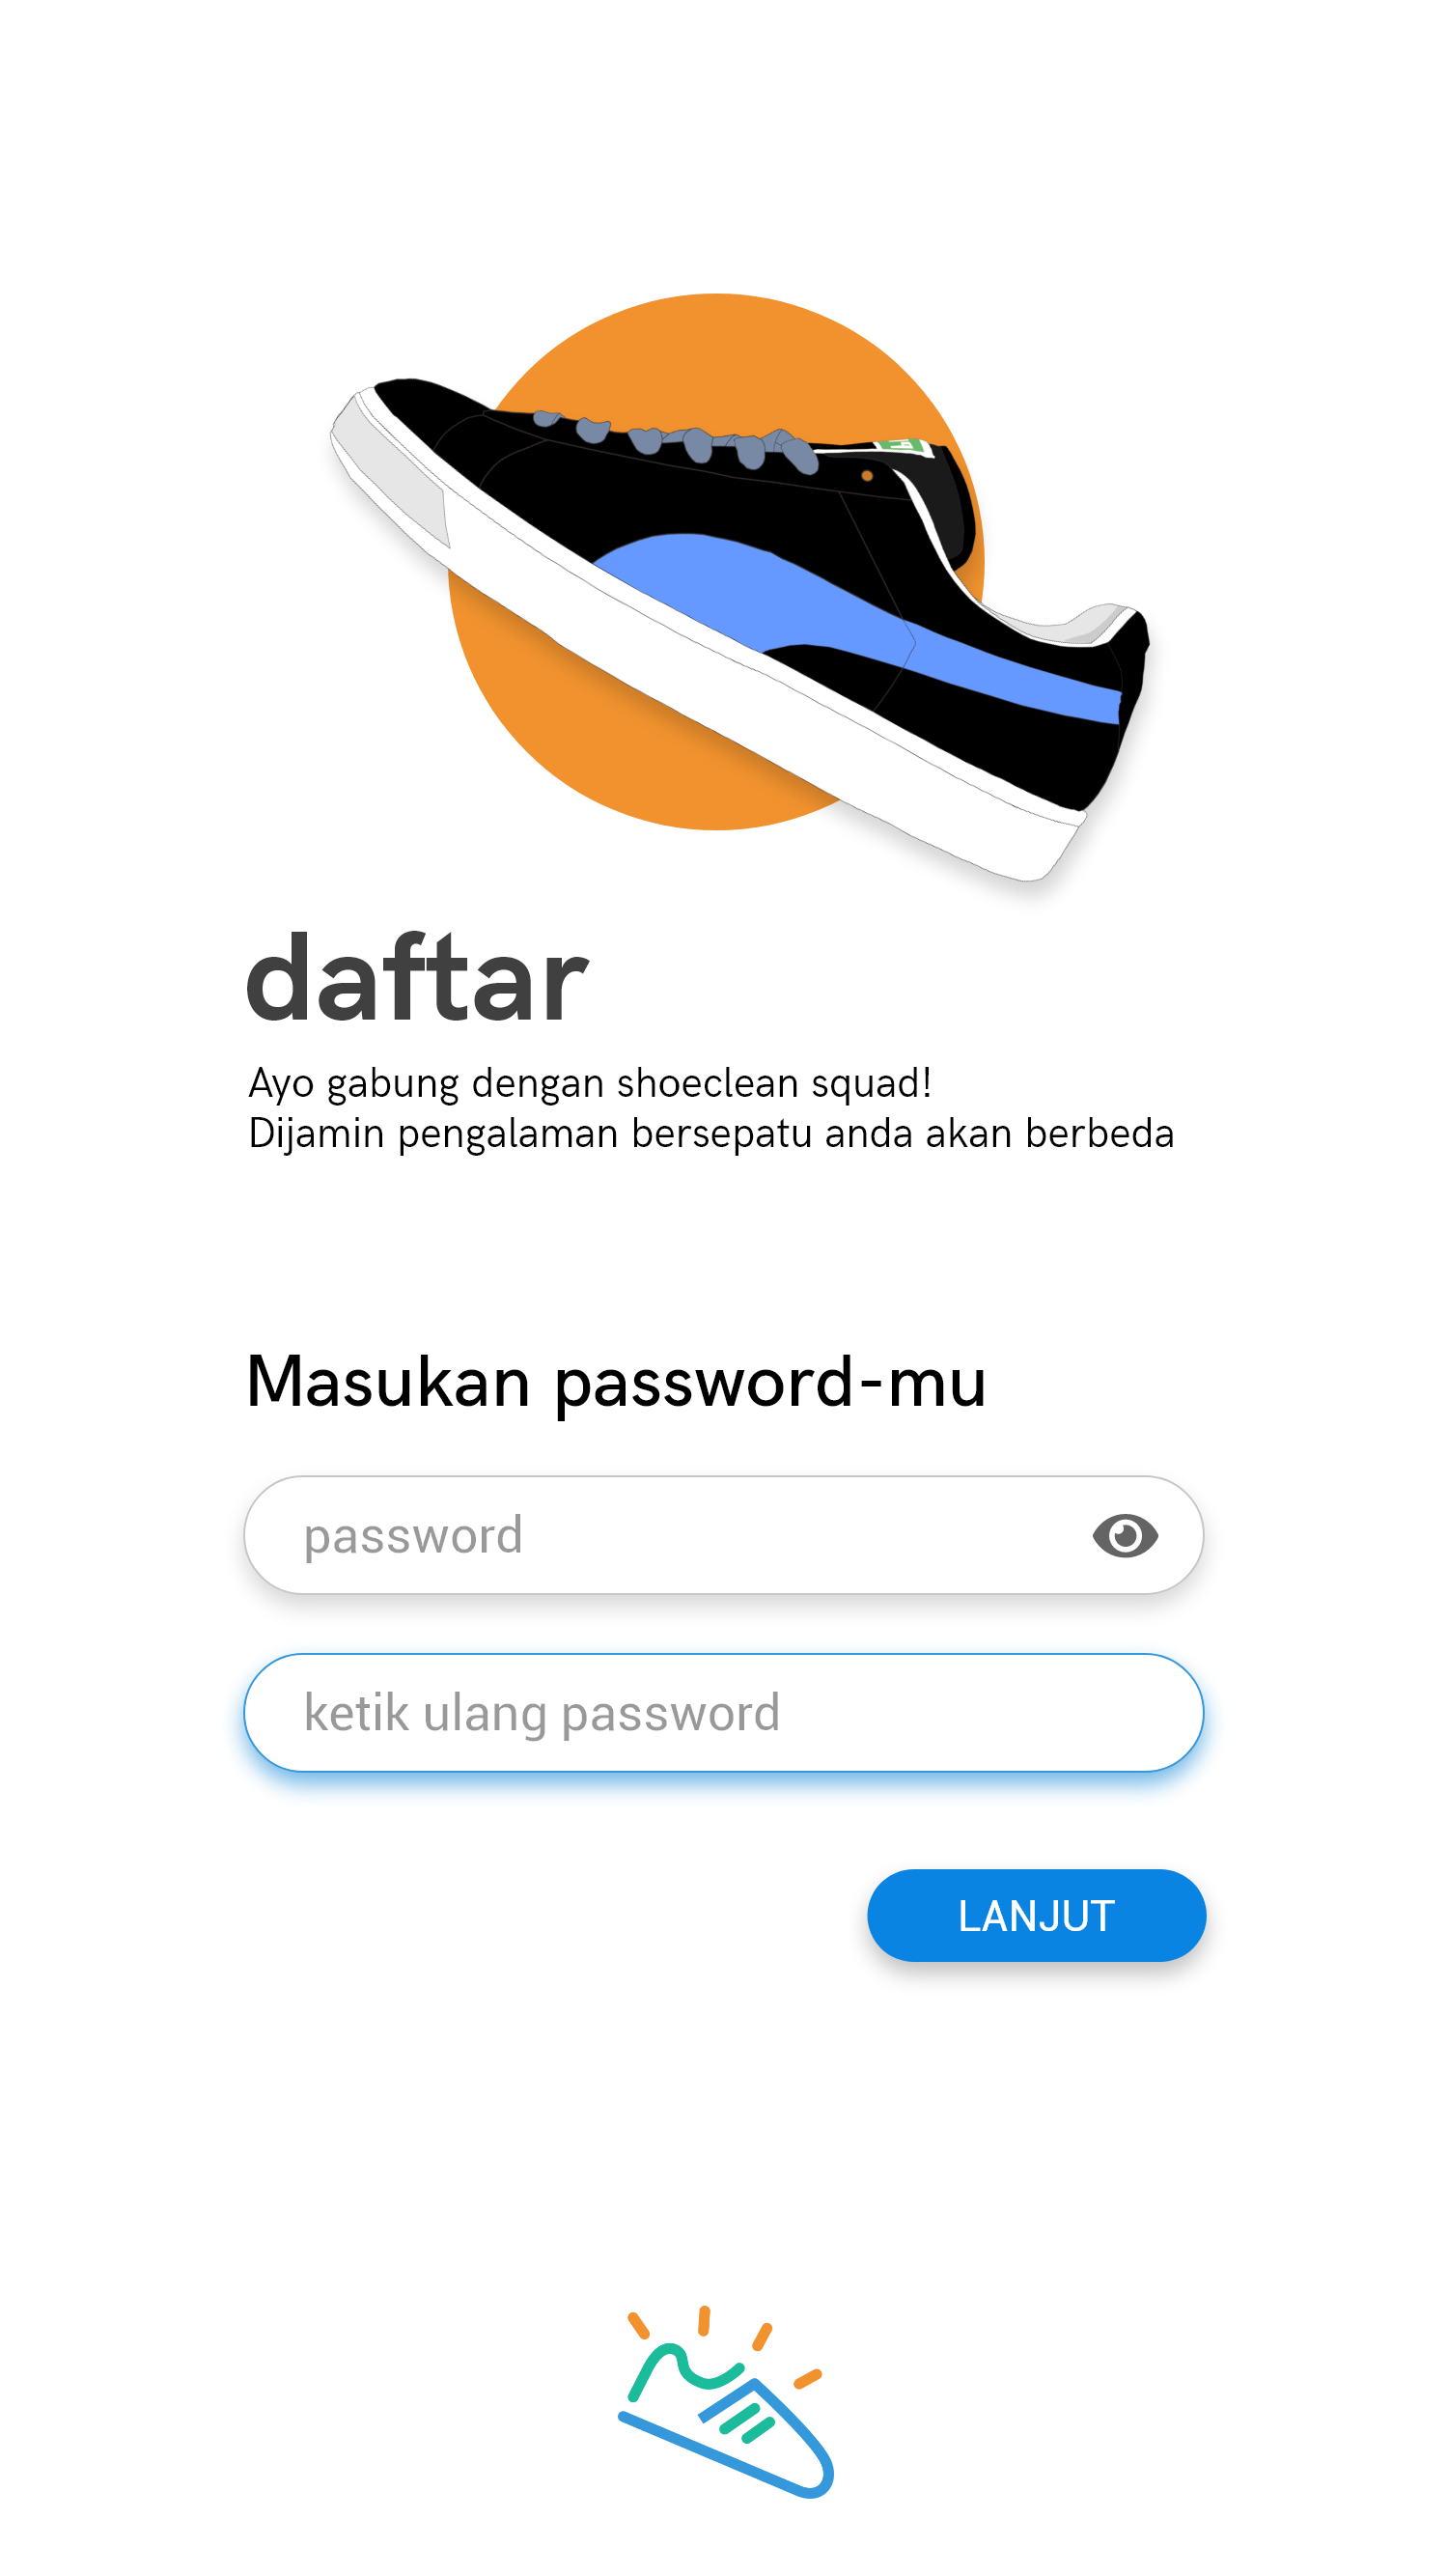 daftar
Ayo gabung dengan shoeclean squad!
Dijamin pengalaman bersepatu anda akan berbeda
Masukan password-mu
password
ketik ulang password
LANJUT